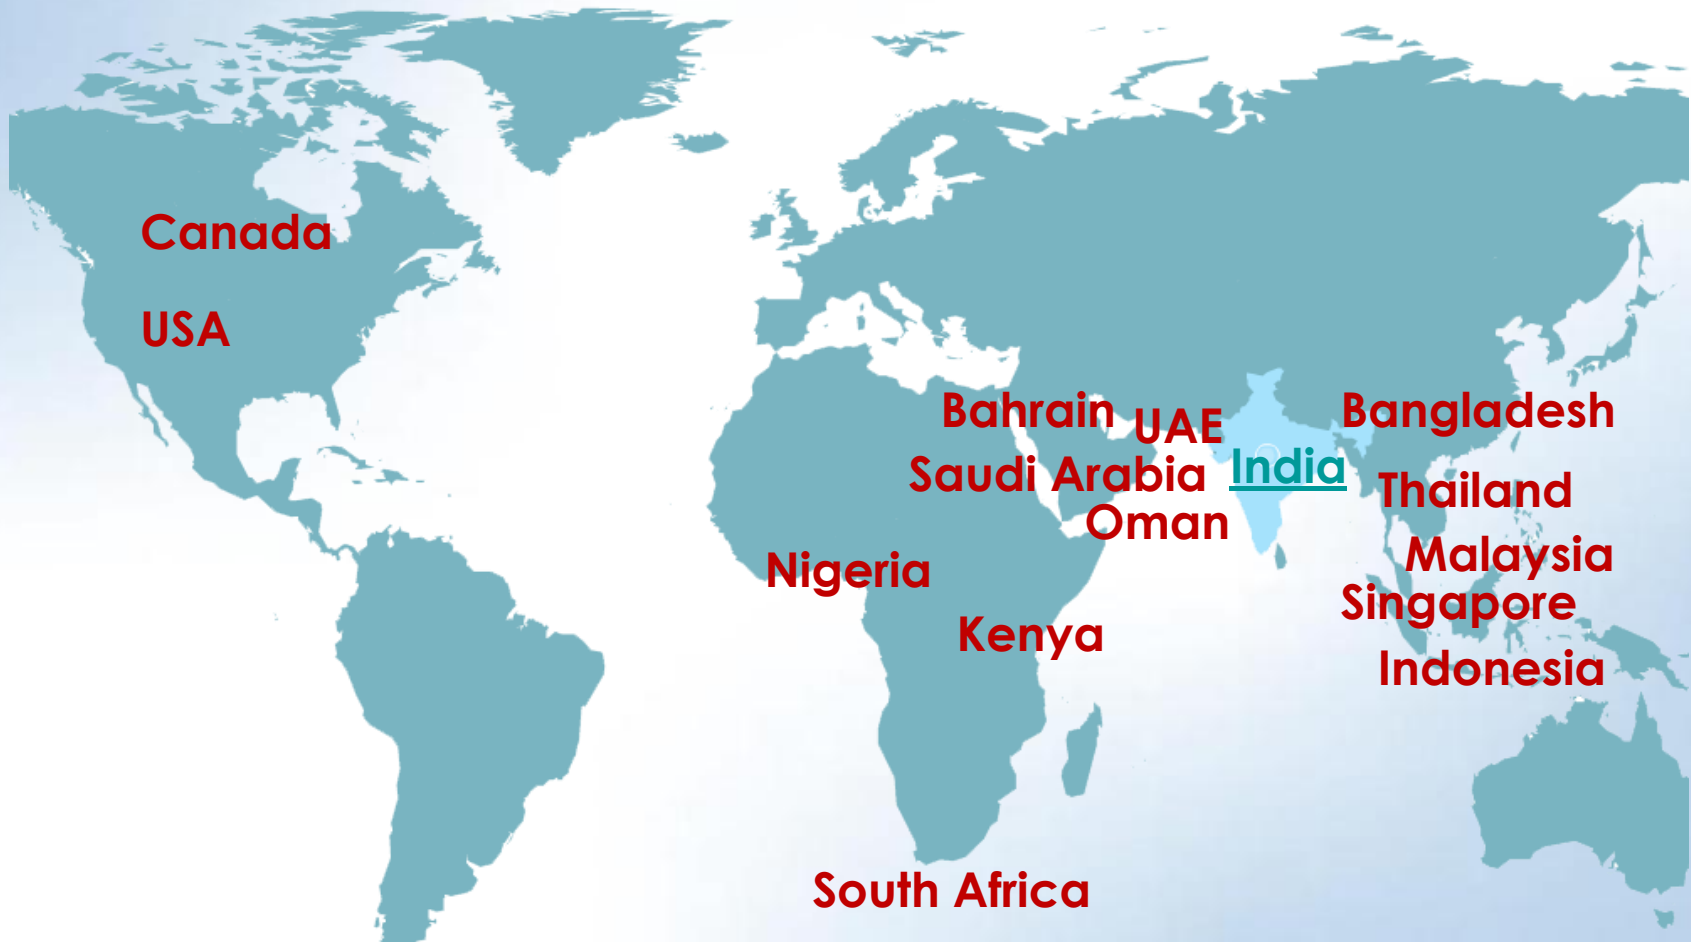 Canada
USA
Bahrain
UAE
Bangladesh
Saudi Arabia
India
Thailand
Oman
Malaysia
Nigeria
Singapore
Kenya
Indonesia
South Africa